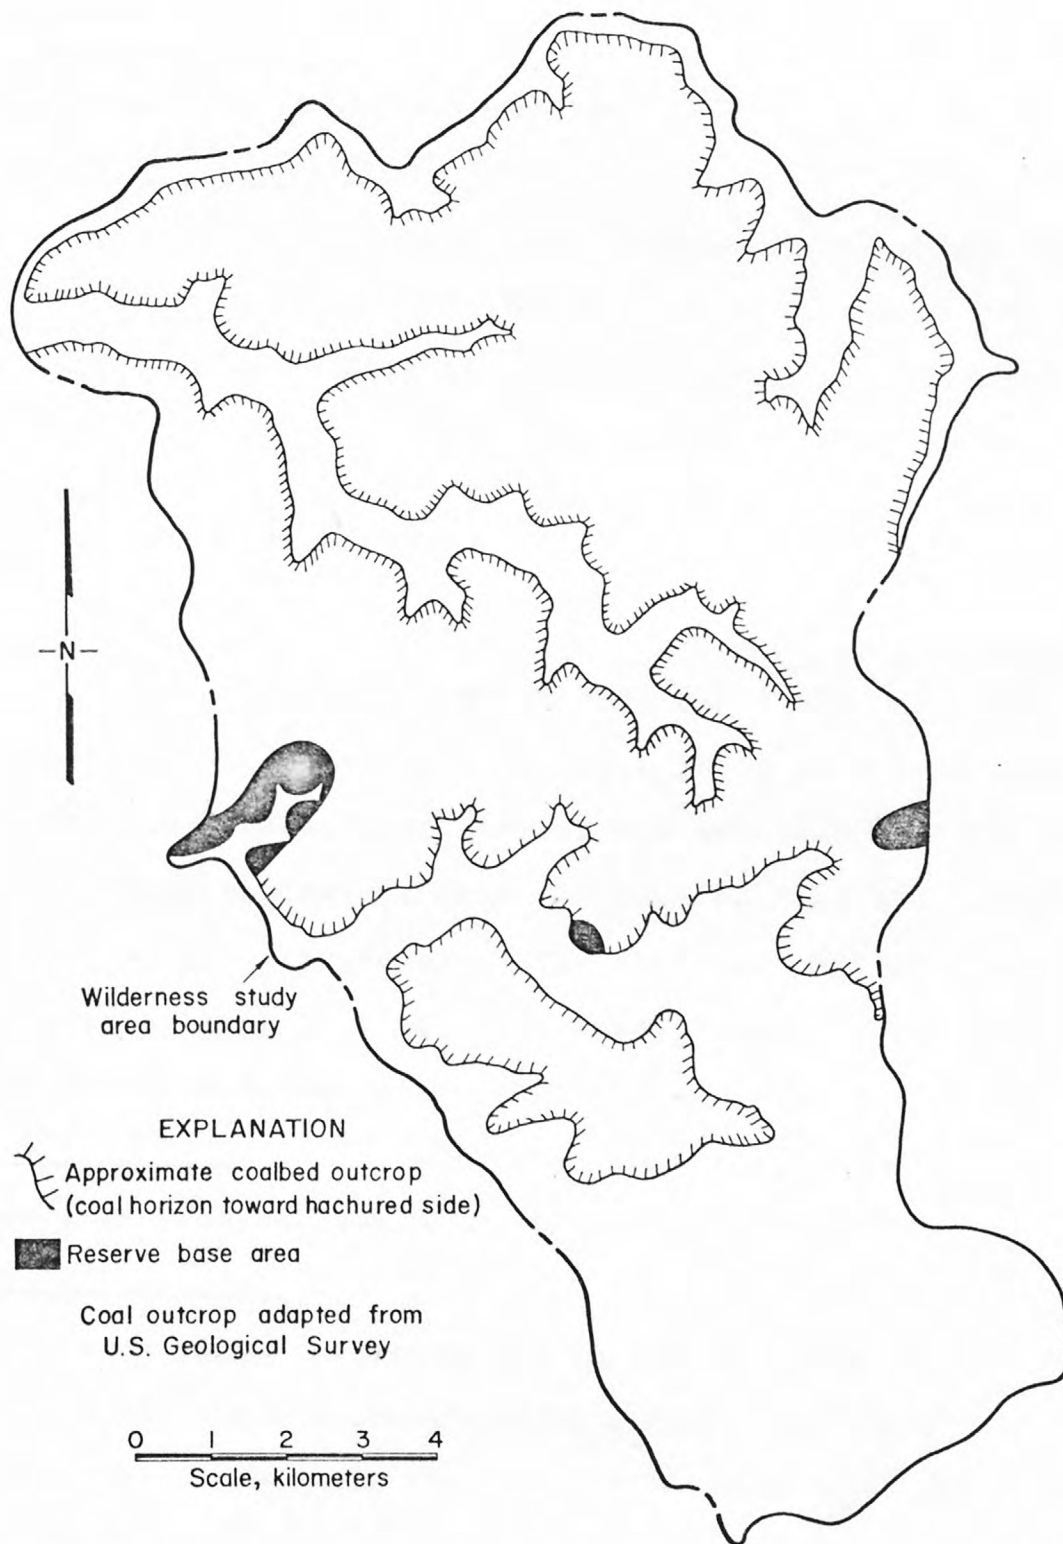 —N—
Wilderness study
area boundary
EXPLANATION
Approximate coalbed outcrop
(coal horizon toward hachured side)
Reserve base area
Coal outcrop adapted from
U.S. Geological Survey
0 1 2 3 4
Scale, kilometers